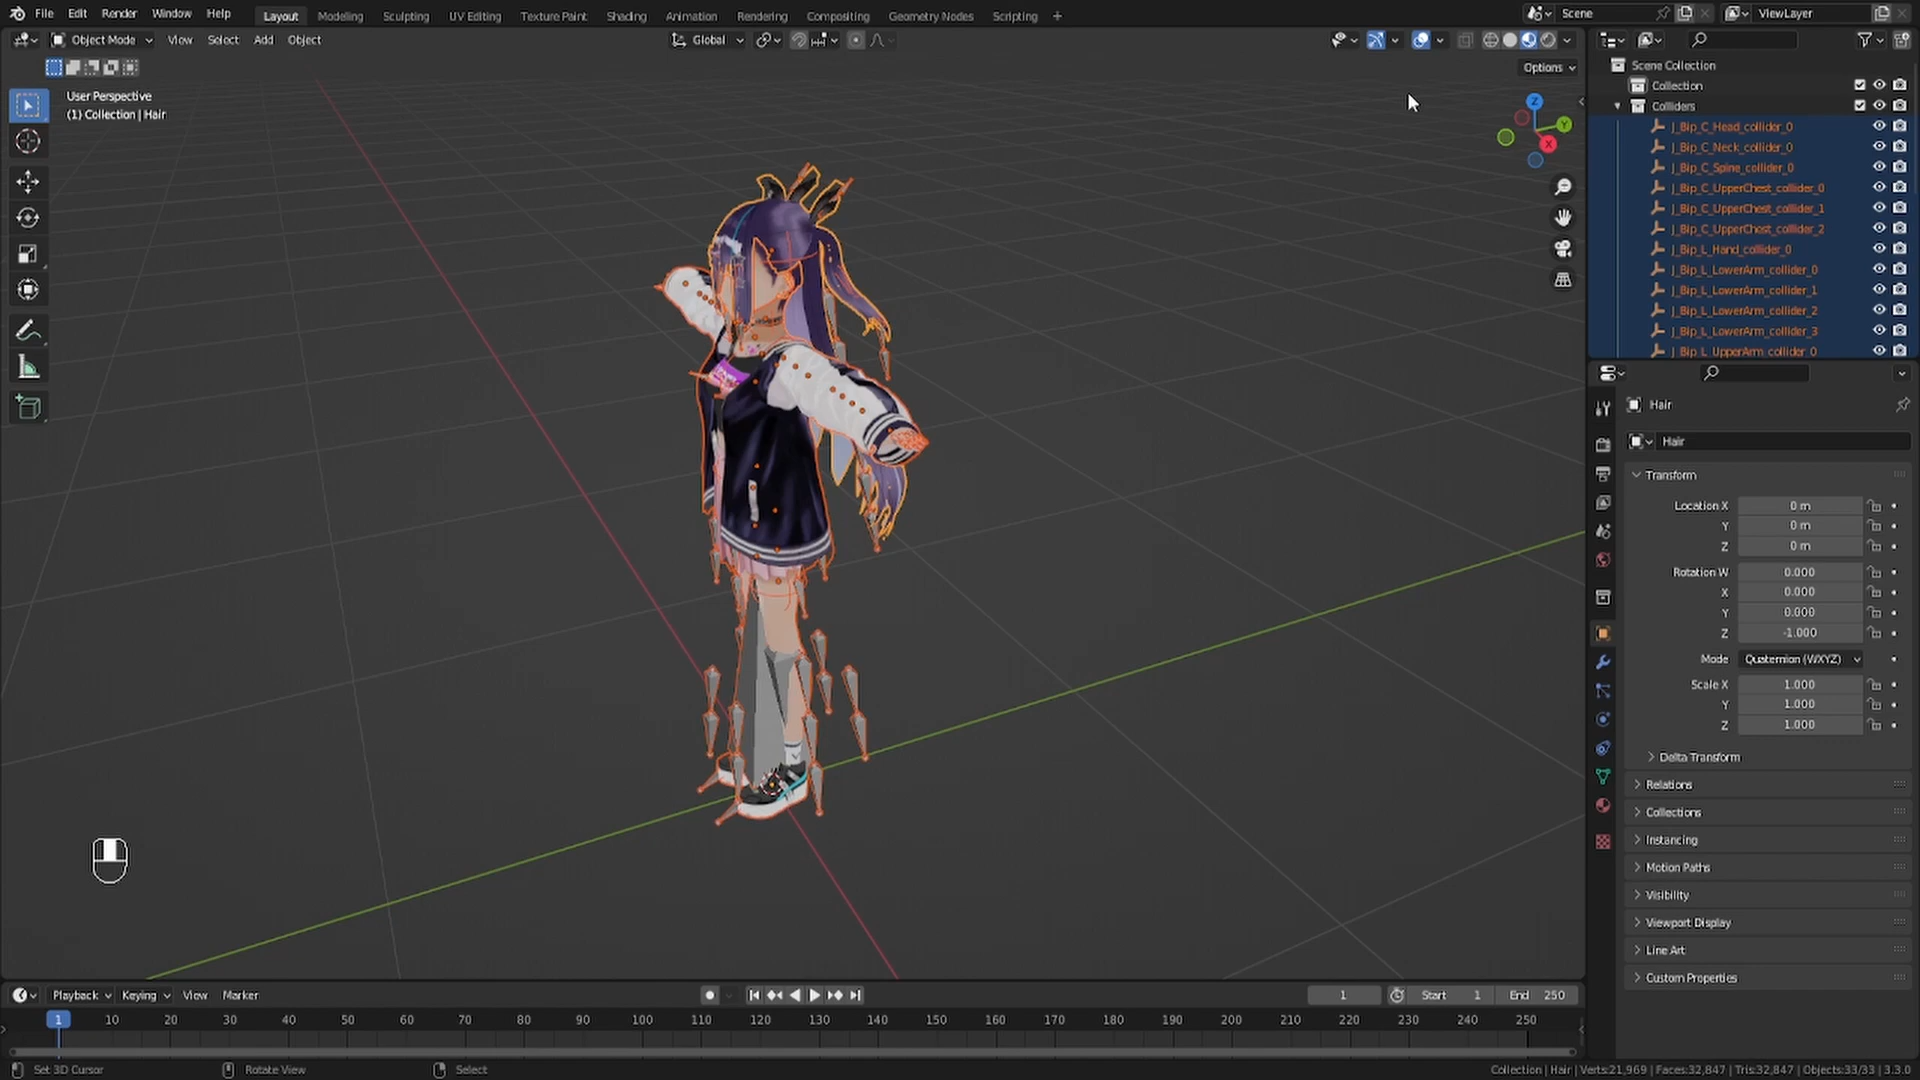 File Edit Render Window Help Layout Modeling Sculpting UV Editing Texture Paint Shading Animation Rendering Compositing Geometry Nodes Scripting + Scene ViewLayer
Object Mode View Select Add Object Global
Options
User Perspective
(1) Collection | Hair
Z
Y
X
Scene Collection
Collection
Colliders
J_Bip_C_Head_collider_0
J_Bip_C_Neck_collider_0
J_Bip_C_Spine_collider_0
J_Bip_C_UpperChest_collider_0
J_Bip_C_UpperChest_collider_1
J_Bip_C_UpperChest_collider_2
J_Bip_L_Hand_collider_0
J_Bip_L_LowerArm_collider_0
J_Bip_L_LowerArm_collider_1
J_Bip_L_LowerArm_collider_2
J_Bip_L_LowerArm_collider_3
J_Bip_L_UpperArm_collider_0
Hair
Hair
Transform
Location X 0 m
Y 0 m
Z 0 m
Rotation W 0.000
X 0.000
Y 0.000
Z -1.000
Mode Quaternion (WXYZ)
Scale X 1.000
Y 1.000
Z 1.000
Delta Transform
Relations
Collections
Instancing
Motion Paths
Visibility
Viewport Display
Line Art
Custom Properties
Playback Keying View Marker 1 Start 1 End 250
1 10 20 30 40 50 60 70 80 90 100 110 120 130 140 150 160 170 180 190 200 210 220 230 240 250
Set 3D Cursor Rotate View Select Collection | Hair | Verts:21,969 | Faces:32,847 | Tris:32,847 | Objects:33/33 | 3.3.0